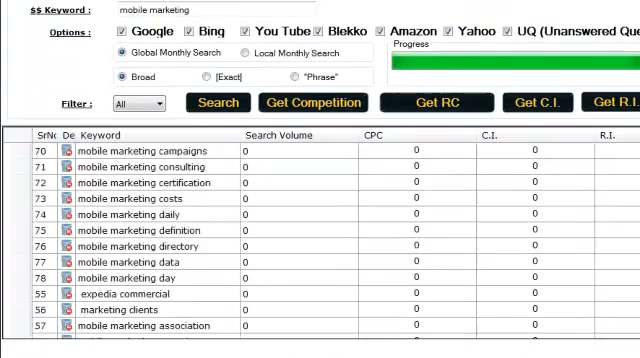 $$ Keyword : mobile marketing
Options : Google Bing You Tube Blekko Amazon Yahoo UQ (Unanswered Que
Global Monthly Search Local Monthly Search Progress
Broad [Exact] "Phrase"
Filter : All Search Get Competition Get RC Get C.I. Get R.I.
SrNo De Keyword Search Volume CPC C.I. R.I.
70 mobile marketing campaigns 0 0 0
71 mobile marketing consulting 0 0 0
72 mobile marketing certification 0 0 0
73 mobile marketing costs 0 0 0
74 mobile marketing daily 0 0 0
75 mobile marketing definition 0 0 0
76 mobile marketing directory 0 0 0
77 mobile marketing data 0 0 0
78 mobile marketing day 0 0 0
55 expedia commercial 0 0 0
56 marketing clients 0 0 0
57 mobile marketing association 0 0 0